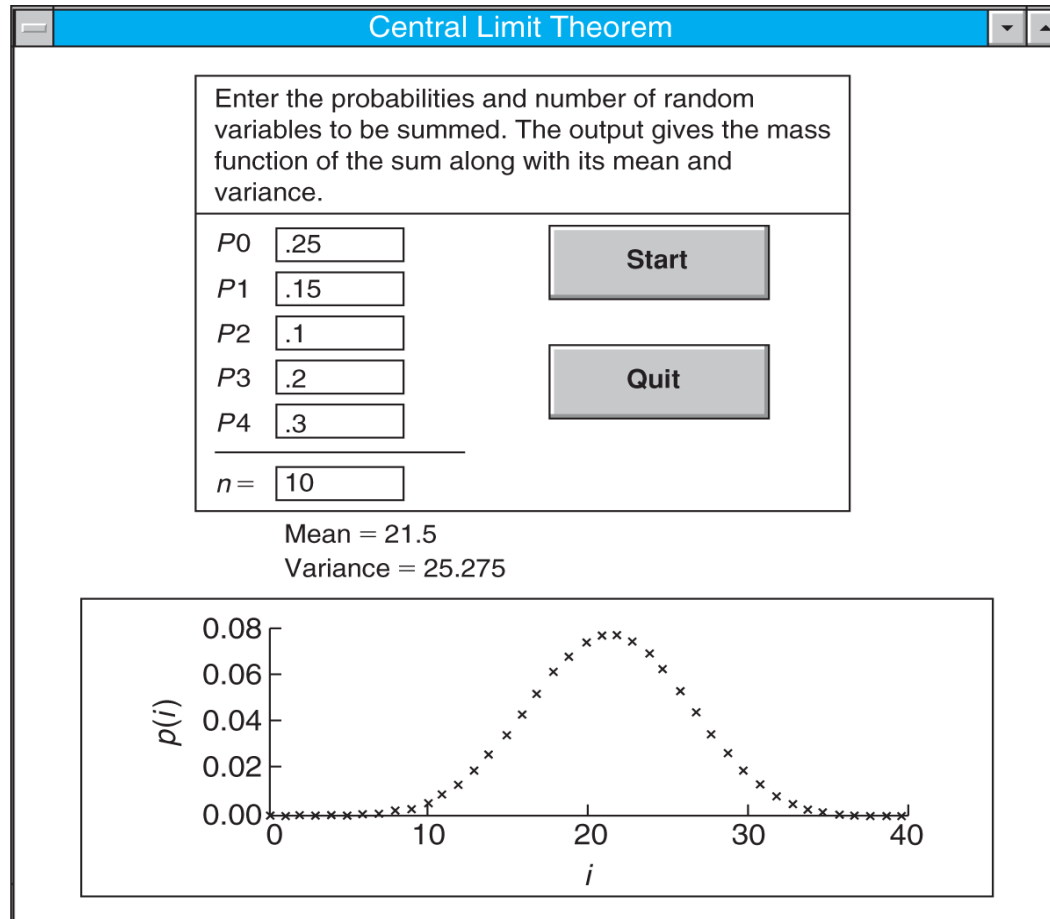 Central Limit Theorem
Enter the probabilities and number of random
variables to be summed. The output gives the mass
function of the sum along with its mean and
variance.
P0 .25
P1 .15
P2 .1
P3 .2
P4 .3
n = 10
Start
Quit
Mean = 21.5
Variance = 25.275
0.08
0.06
0.04
0.02
0.00
p(i)
0 10 20 30 40
i